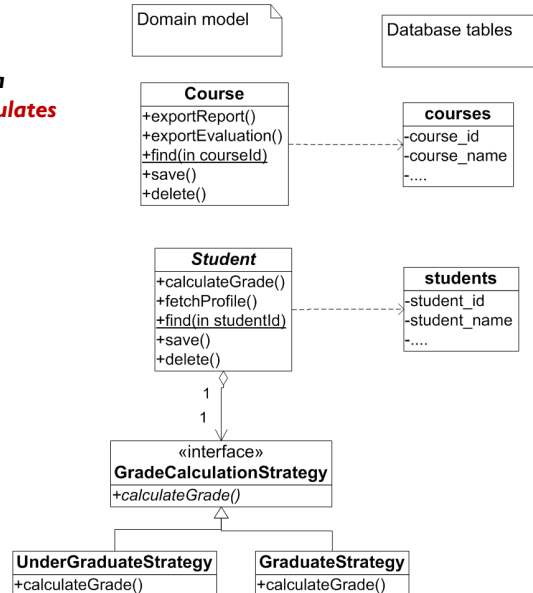 Domain model
Database tables
ulates
Course
+exportReport()
+exportEvaluation()
+find(in courseId)
+save()
+delete()
courses
-course_id
-course_name
-....
Student
+calculateGrade()
+fetchProfile()
+find(in studentId)
+save()
+delete()
students
-student_id
-student_name
-....
1
1
«interface»
GradeCalculationStrategy
+calculateGrade()
UnderGraduateStrategy
+calculateGrade()
GraduateStrategy
+calculateGrade()